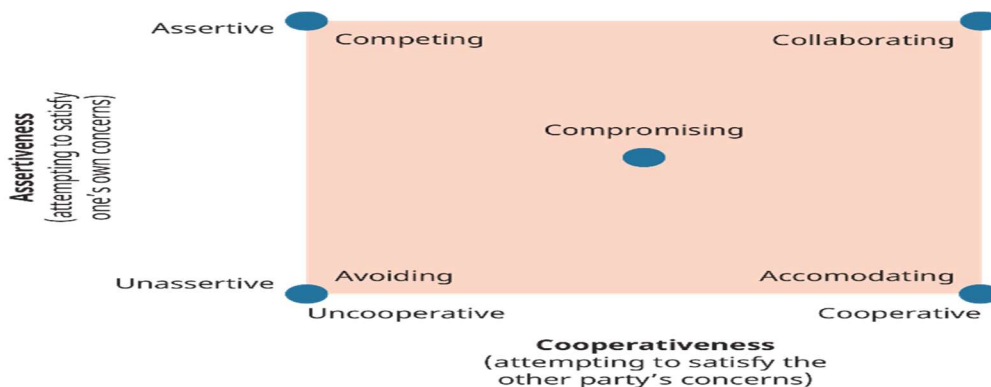 Assertive
Competing
Collaborating
Assertiveness
(attempting to satisfy
one's own concerns)
Compromising
Unassertive
Avoiding
Accomodating
Uncooperative
Cooperative
Cooperativeness
(attempting to satisfy the
other party's concerns)